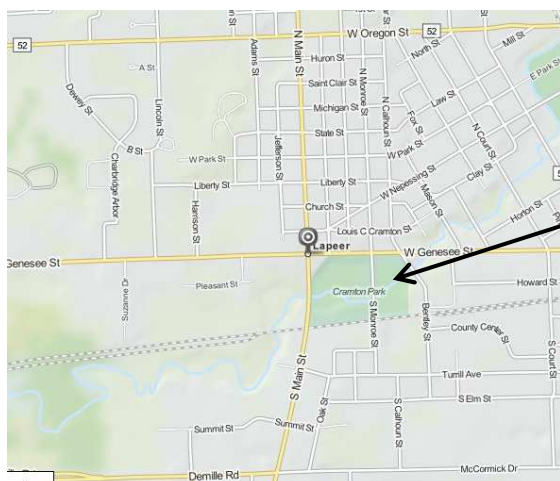 52
W Oregon St
52
Mill St
North St
E Park St
N Main St
Adams St
Huron St
A St
Saint Clair St
N Monroe St
N Calhoun St
Law St
Dewey St
Lincoln St
Michigan St
Fox St
State St
N Court St
Jefferson St
B St
W Park St
W Park St
Clay St
Charbridge Arbor
Liberty St
Liberty St
W Nepessing St
Mason St
Harrison St
Church St
Horton St
Louis C Cramton St
Lapeer
Genesee St
W Genesee St
Suzanne Dr
Pleasant St
Cramton Park
Howard St
S Monroe St
Bentley St
County Center St
S Main St
S Court St
Turrill Ave
Oak St
S Calhoun St
S Elm St
Summit St
Summit St
Demille Rd
McCormick Dr